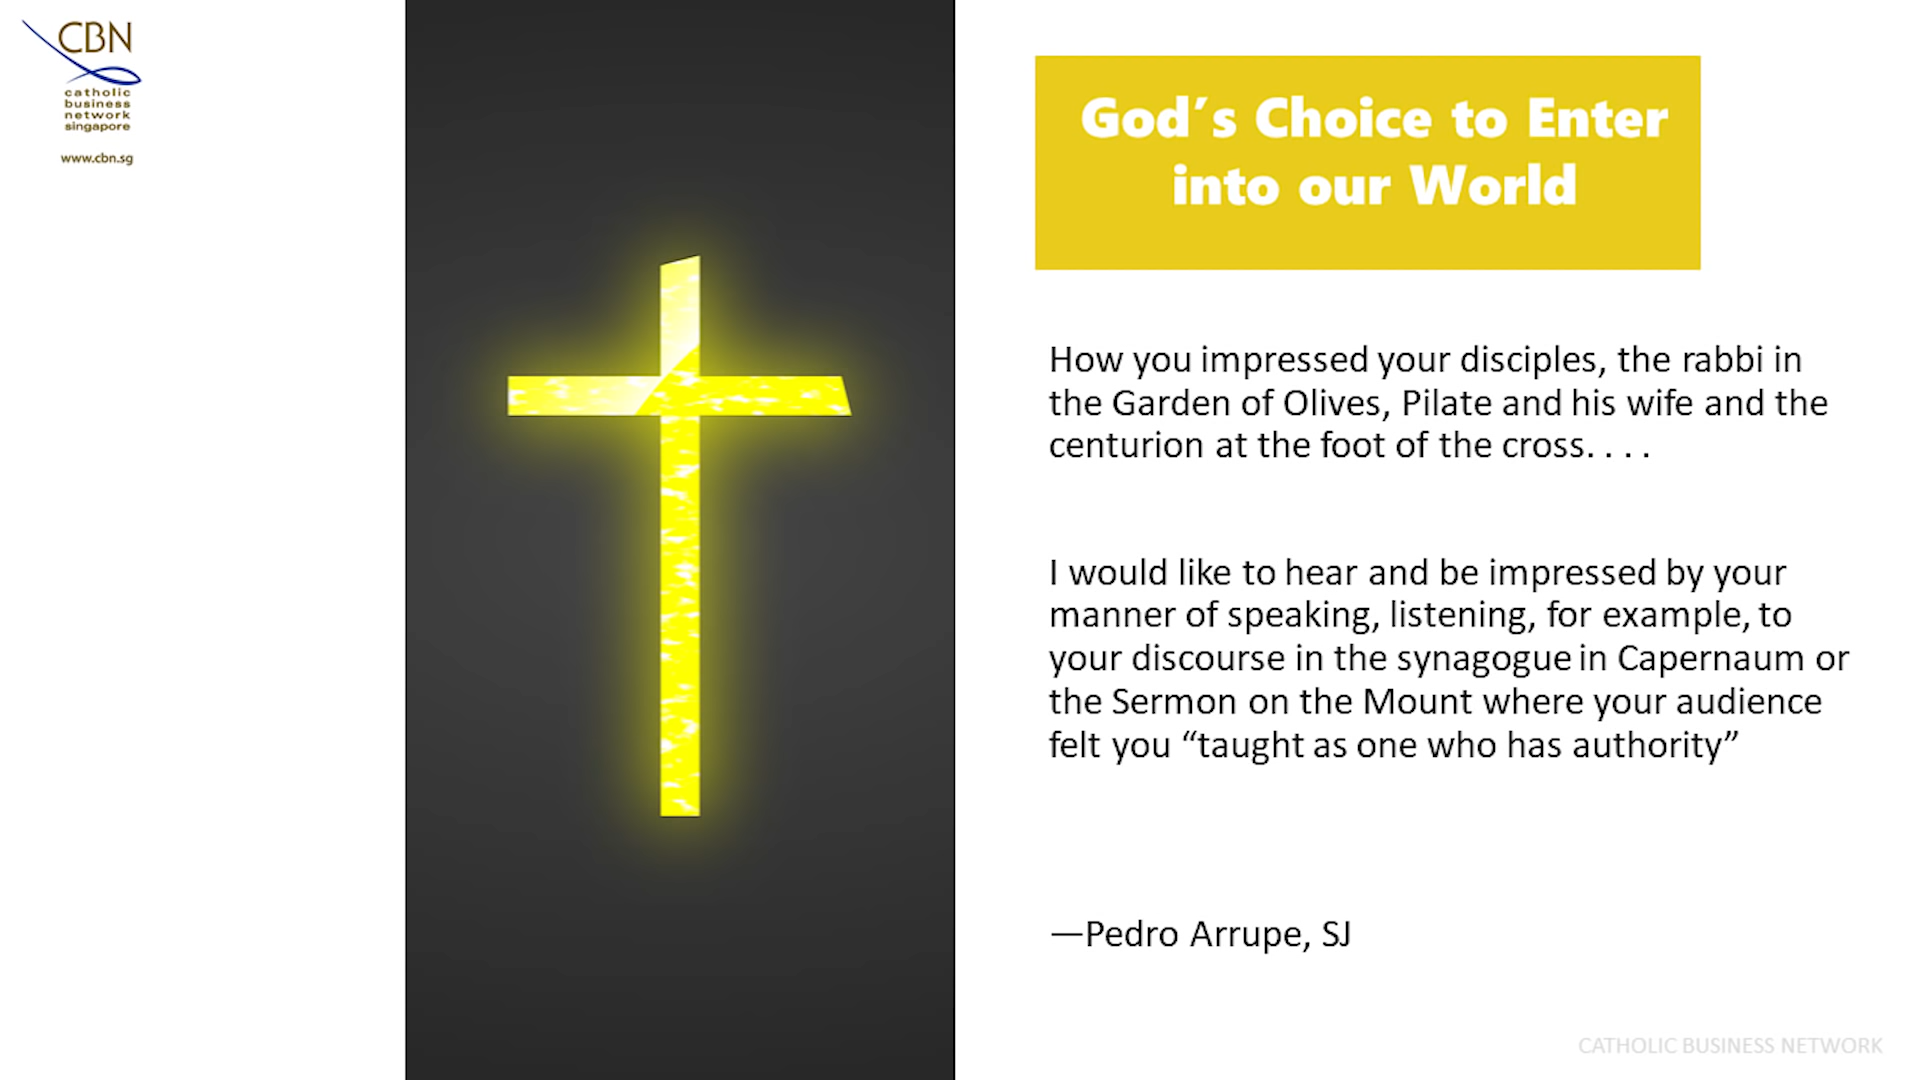 CBN
catholic
business
network
singapore
www.cbn.sg
God´s Choice to Enter
into our World
How you impressed your disciples, the rabbi in
the Garden of Olives, Pilate and his wife and the
centurion at the foot of the cross. . . .
I would like to hear and be impressed by your
manner of speaking, listening, for example, to
your discourse in the synagogue in Capernaum or
the Sermon on the Mount where your audience
felt you “taught as one who has authority”
—Pedro Arrupe, SJ
CATHOLIC BUSINESS NETWORK